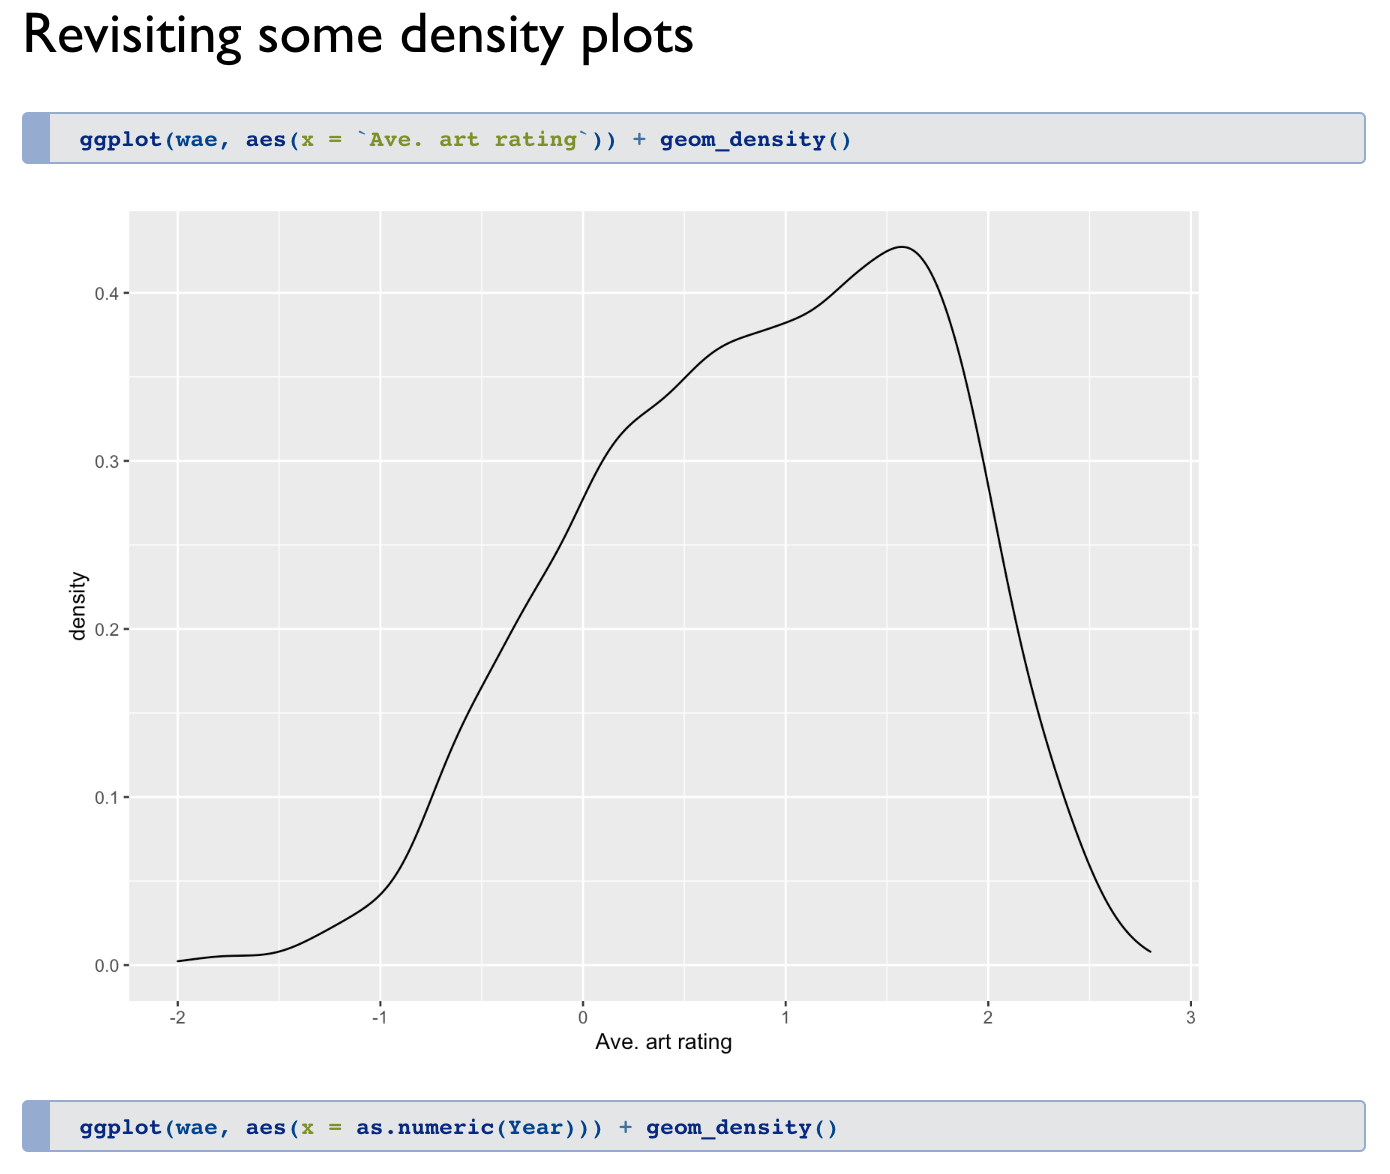 Revisiting some density plots
ggplot(wae, aes(x = `Ave. art rating`)) + geom_density()
0.4
0.3
0.2
0.1
0.0
density
-2 -1 0 1 2 3
Ave. art rating
ggplot(wae, aes(x = as.numeric(Year))) + geom_density()